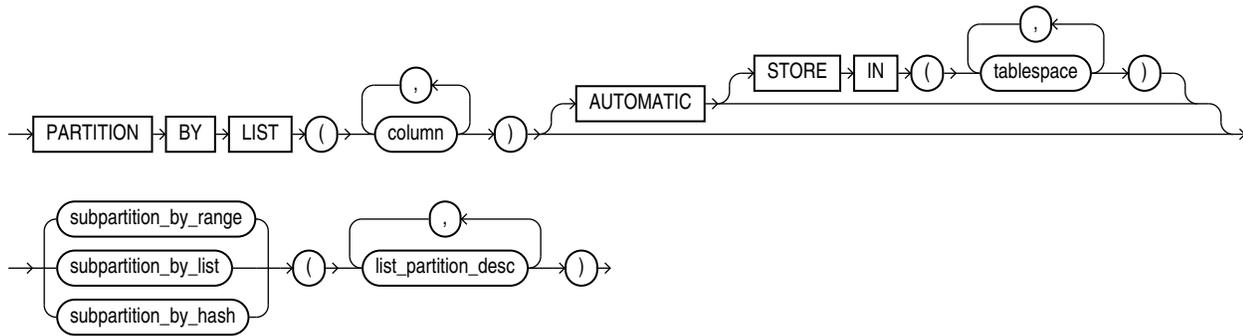 ,
STORE IN ( tablespace )
, AUTOMATIC
PARTITION BY LIST ( column )
subpartition_by_range ,
subpartition_by_list ( list_partition_desc )
subpartition_by_hash